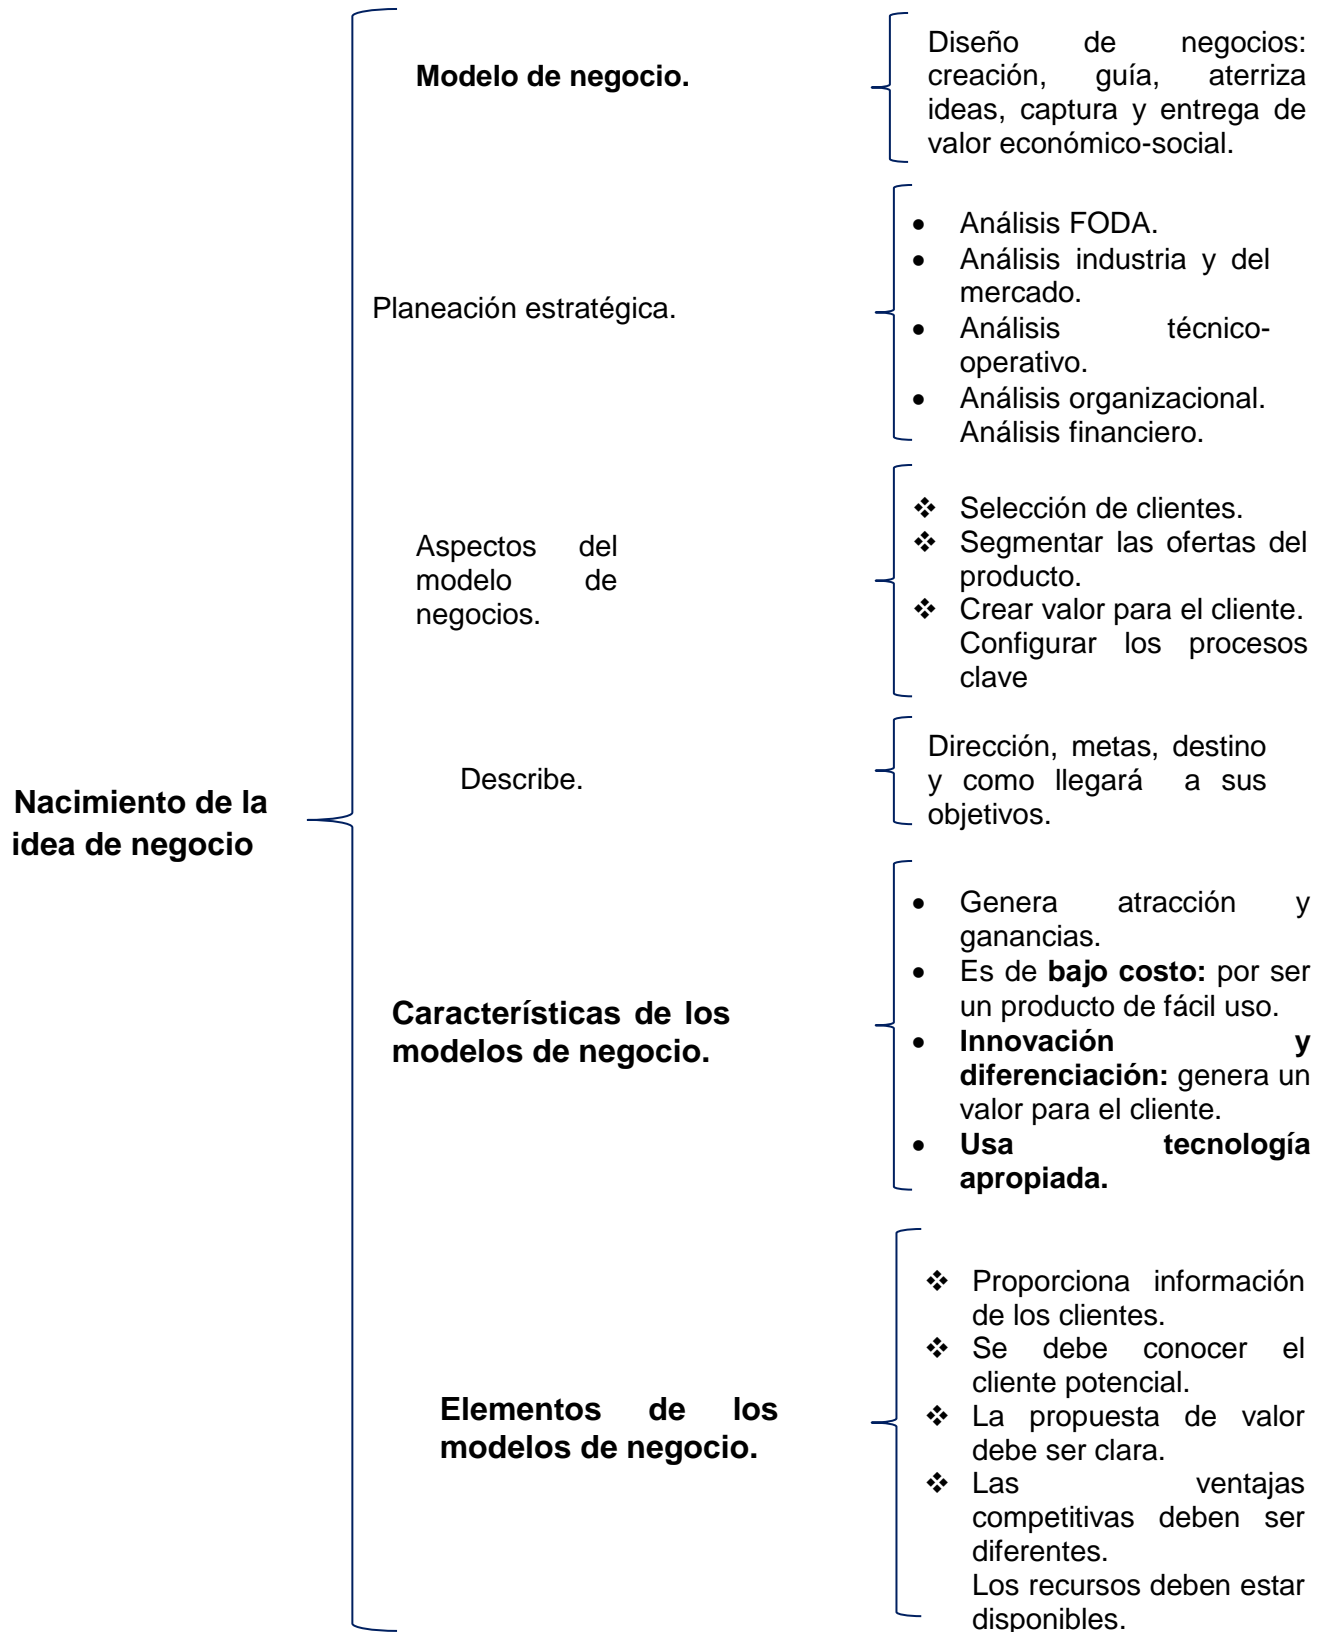 Nacimiento de la
idea de negocio
Modelo de negocio.
Diseño de negocios:
creación, guía, aterriza
ideas, captura y entrega de
valor económico-social.
Planeación estratégica.
• Análisis FODA.
• Análisis industria y del
mercado.
• Análisis técnico-
operativo.
• Análisis organizacional.
Análisis financiero.
Aspectos del
modelo de
negocios.
❖ Selección de clientes.
❖ Segmentar las ofertas del
producto.
❖ Crear valor para el cliente.
Configurar los procesos
clave
Describe.
Dirección, metas, destino
y como llegará a sus
objetivos.
Característícas de los
modelos de negocio.
• Genera atracción y
ganancias.
• Es de bajo costo: por ser
un producto de fácil uso.
• Innovación y
diferenciación: genera un
valor para el cliente.
• Usa tecnología
apropiada.
Elementos de los
modelos de negocio.
❖ Proporciona información
de los clientes.
❖ Se debe conocer el
cliente potencial.
❖ La propuesta de valor
debe ser clara.
❖ Las ventajas
competitivas deben ser
diferentes.
Los recursos deben estar
disponibles.